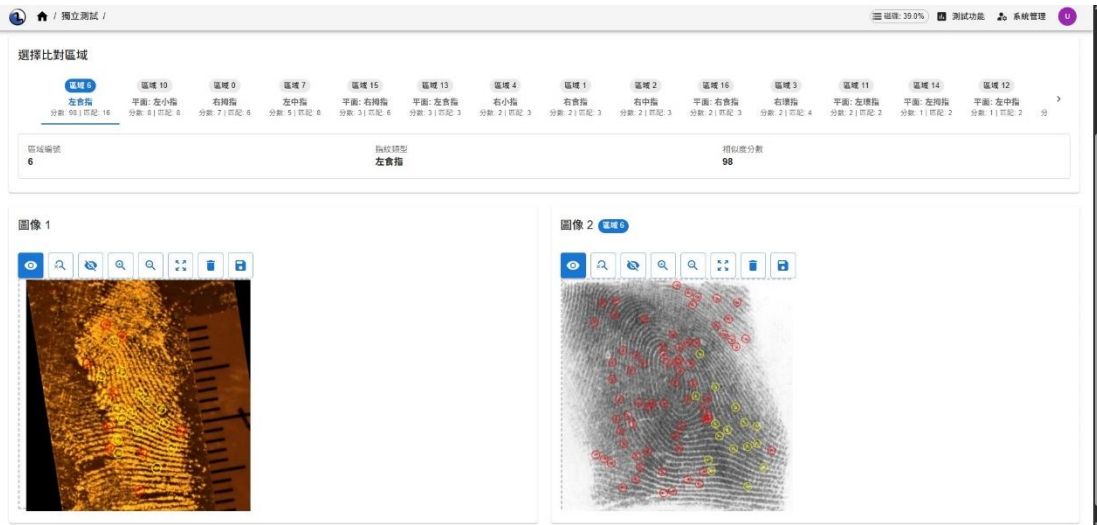 / 獨立測試 /
磁碟: 39.0%
測試功能
系統管理
U
選擇比對區域
區域 6
左食指
分數: 98 | 匹配: 16
區域 10
平面: 左小指
分數: 8 | 匹配: 8
區域 0
右拇指
分數: 7 | 匹配: 6
區域 7
左中指
分數: 5 | 匹配: 6
區域 15
平面: 右拇指
分數: 3 | 匹配: 6
區域 13
平面: 左食指
分數: 3 | 匹配: 3
區域 4
右小指
分數: 2 | 匹配: 3
區域 1
右食指
分數: 2 | 匹配: 3
區域 2
右中指
分數: 2 | 匹配: 3
區域 16
平面: 右食指
分數: 2 | 匹配: 3
區域 3
右環指
分數: 2 | 匹配: 4
區域 11
平面: 左環指
分數: 2 | 匹配: 2
區域 14
平面: 左拇指
分數: 1 | 匹配: 2
區域 12
平面: 左中指
分數: 1 | 匹配: 2
分
區域編號
6
指紋類型
左食指
相似度分數
98
圖像 1
圖像 2 區域 6